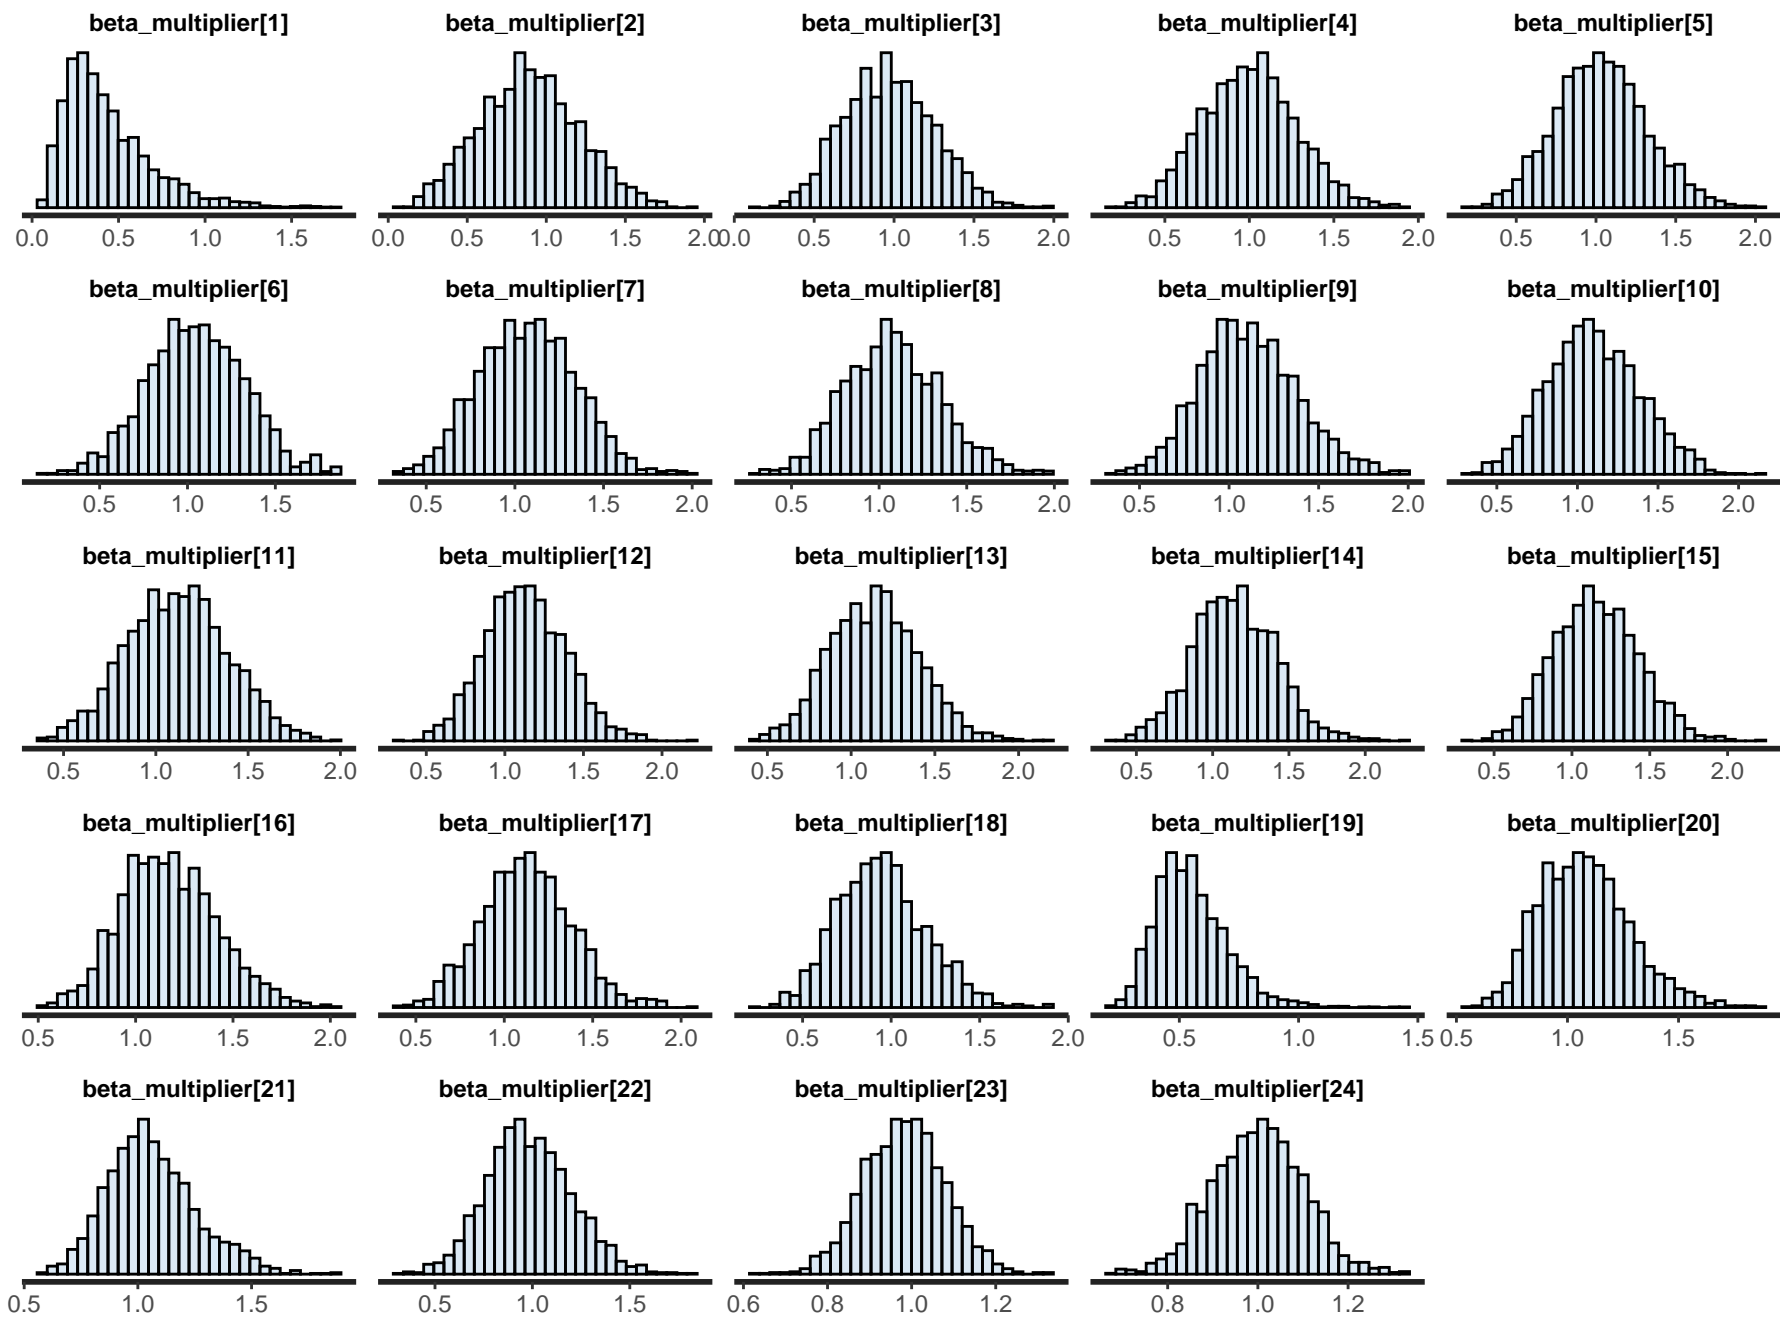 beta_multiplier[1] beta_multiplier[2] beta_multiplier[3] beta_multiplier[4] beta_multiplier[5]
0.0 0.5 1.0 1.5 0.0 0.5 1.0 1.5 2.0 0.0 0.5 1.0 1.5 2.0 0.5 1.0 1.5 2.0 0.5 1.0 1.5 2.0
beta_multiplier[6] beta_multiplier[7] beta_multiplier[8] beta_multiplier[9] beta_multiplier[10]
0.5 1.0 1.5 0.5 1.0 1.5 2.0 0.5 1.0 1.5 2.0 0.5 1.0 1.5 2.0 0.5 1.0 1.5 2.0
beta_multiplier[11] beta_multiplier[12] beta_multiplier[13] beta_multiplier[14] beta_multiplier[15]
0.5 1.0 1.5 2.0 0.5 1.0 1.5 2.0 0.5 1.0 1.5 2.0 0.5 1.0 1.5 2.0 0.5 1.0 1.5 2.0
beta_multiplier[16] beta_multiplier[17] beta_multiplier[18] beta_multiplier[19] beta_multiplier[20]
0.5 1.0 1.5 2.0 0.5 1.0 1.5 2.0 0.5 1.0 1.5 2.0 0.5 1.0 1.5 0.5 1.0 1.5
beta_multiplier[21] beta_multiplier[22] beta_multiplier[23] beta_multiplier[24]
0.5 1.0 1.5 0.5 1.0 1.5 0.6 0.8 1.0 1.2 0.8 1.0 1.2